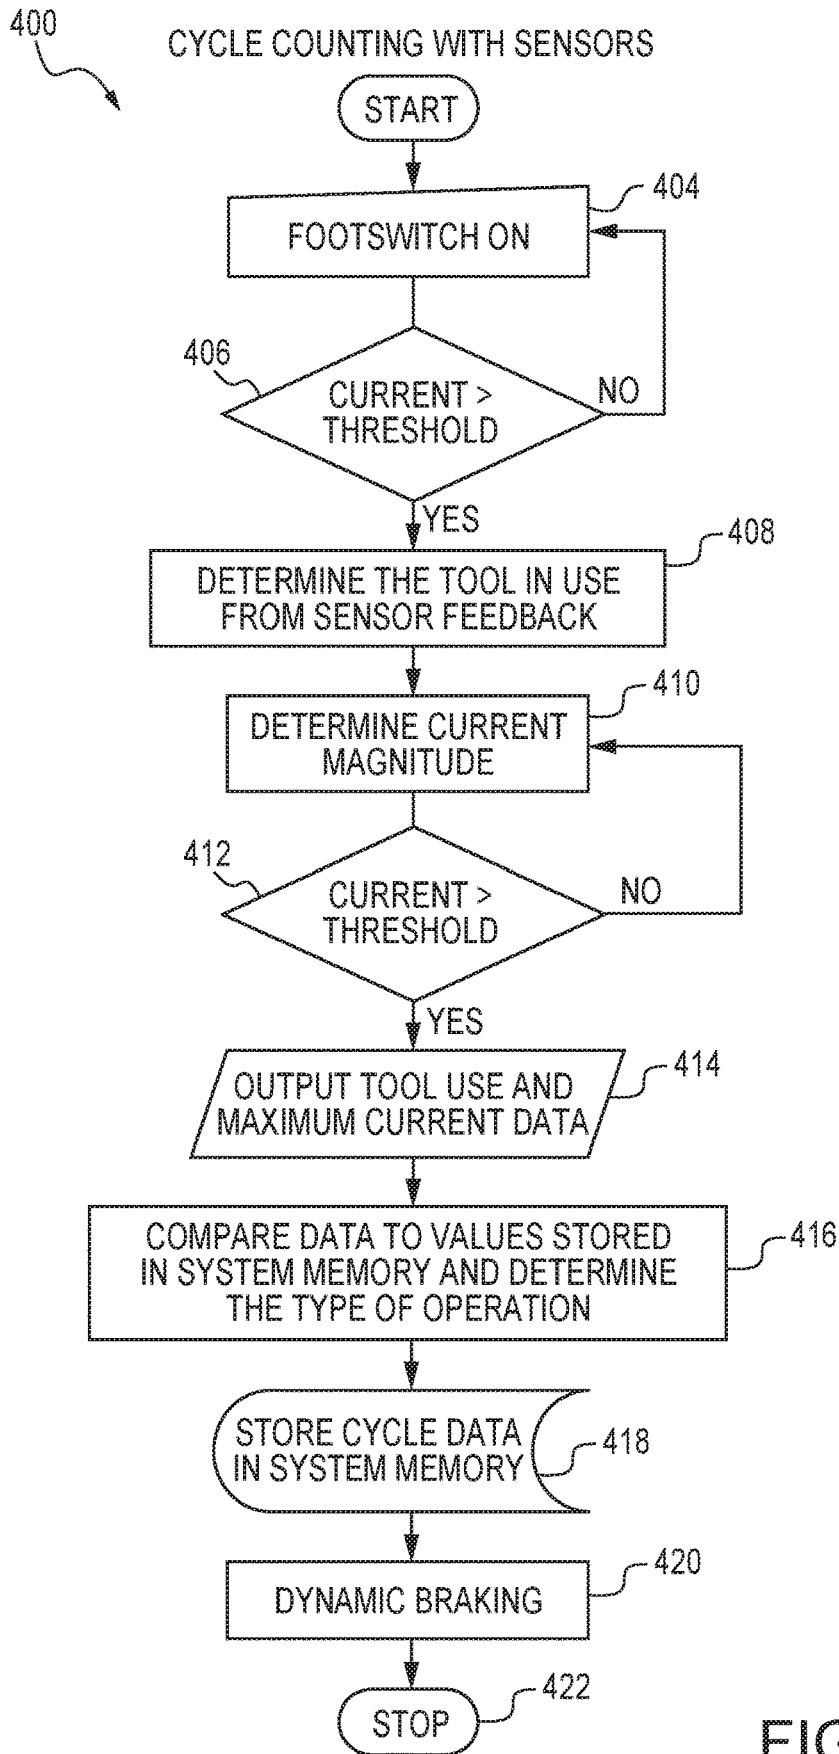 400
CYCLE COUNTING WITH SENSORS
START
404
FOOTSWITCH ON
406
CURRENT >
THRESHOLD
NO
YES
408
DETERMINE THE TOOL IN USE
FROM SENSOR FEEDBACK
410
DETERMINE CURRENT
MAGNITUDE
412
CURRENT >
THRESHOLD
NO
YES
414
OUTPUT TOOL USE AND
MAXIMUM CURRENT DATA
416
COMPARE DATA TO VALUES STORED
IN SYSTEM MEMORY AND DETERMINE
THE TYPE OF OPERATION
STORE CYCLE DATA
IN SYSTEM MEMORY
418
420
DYNAMIC BRAKING
422
STOP